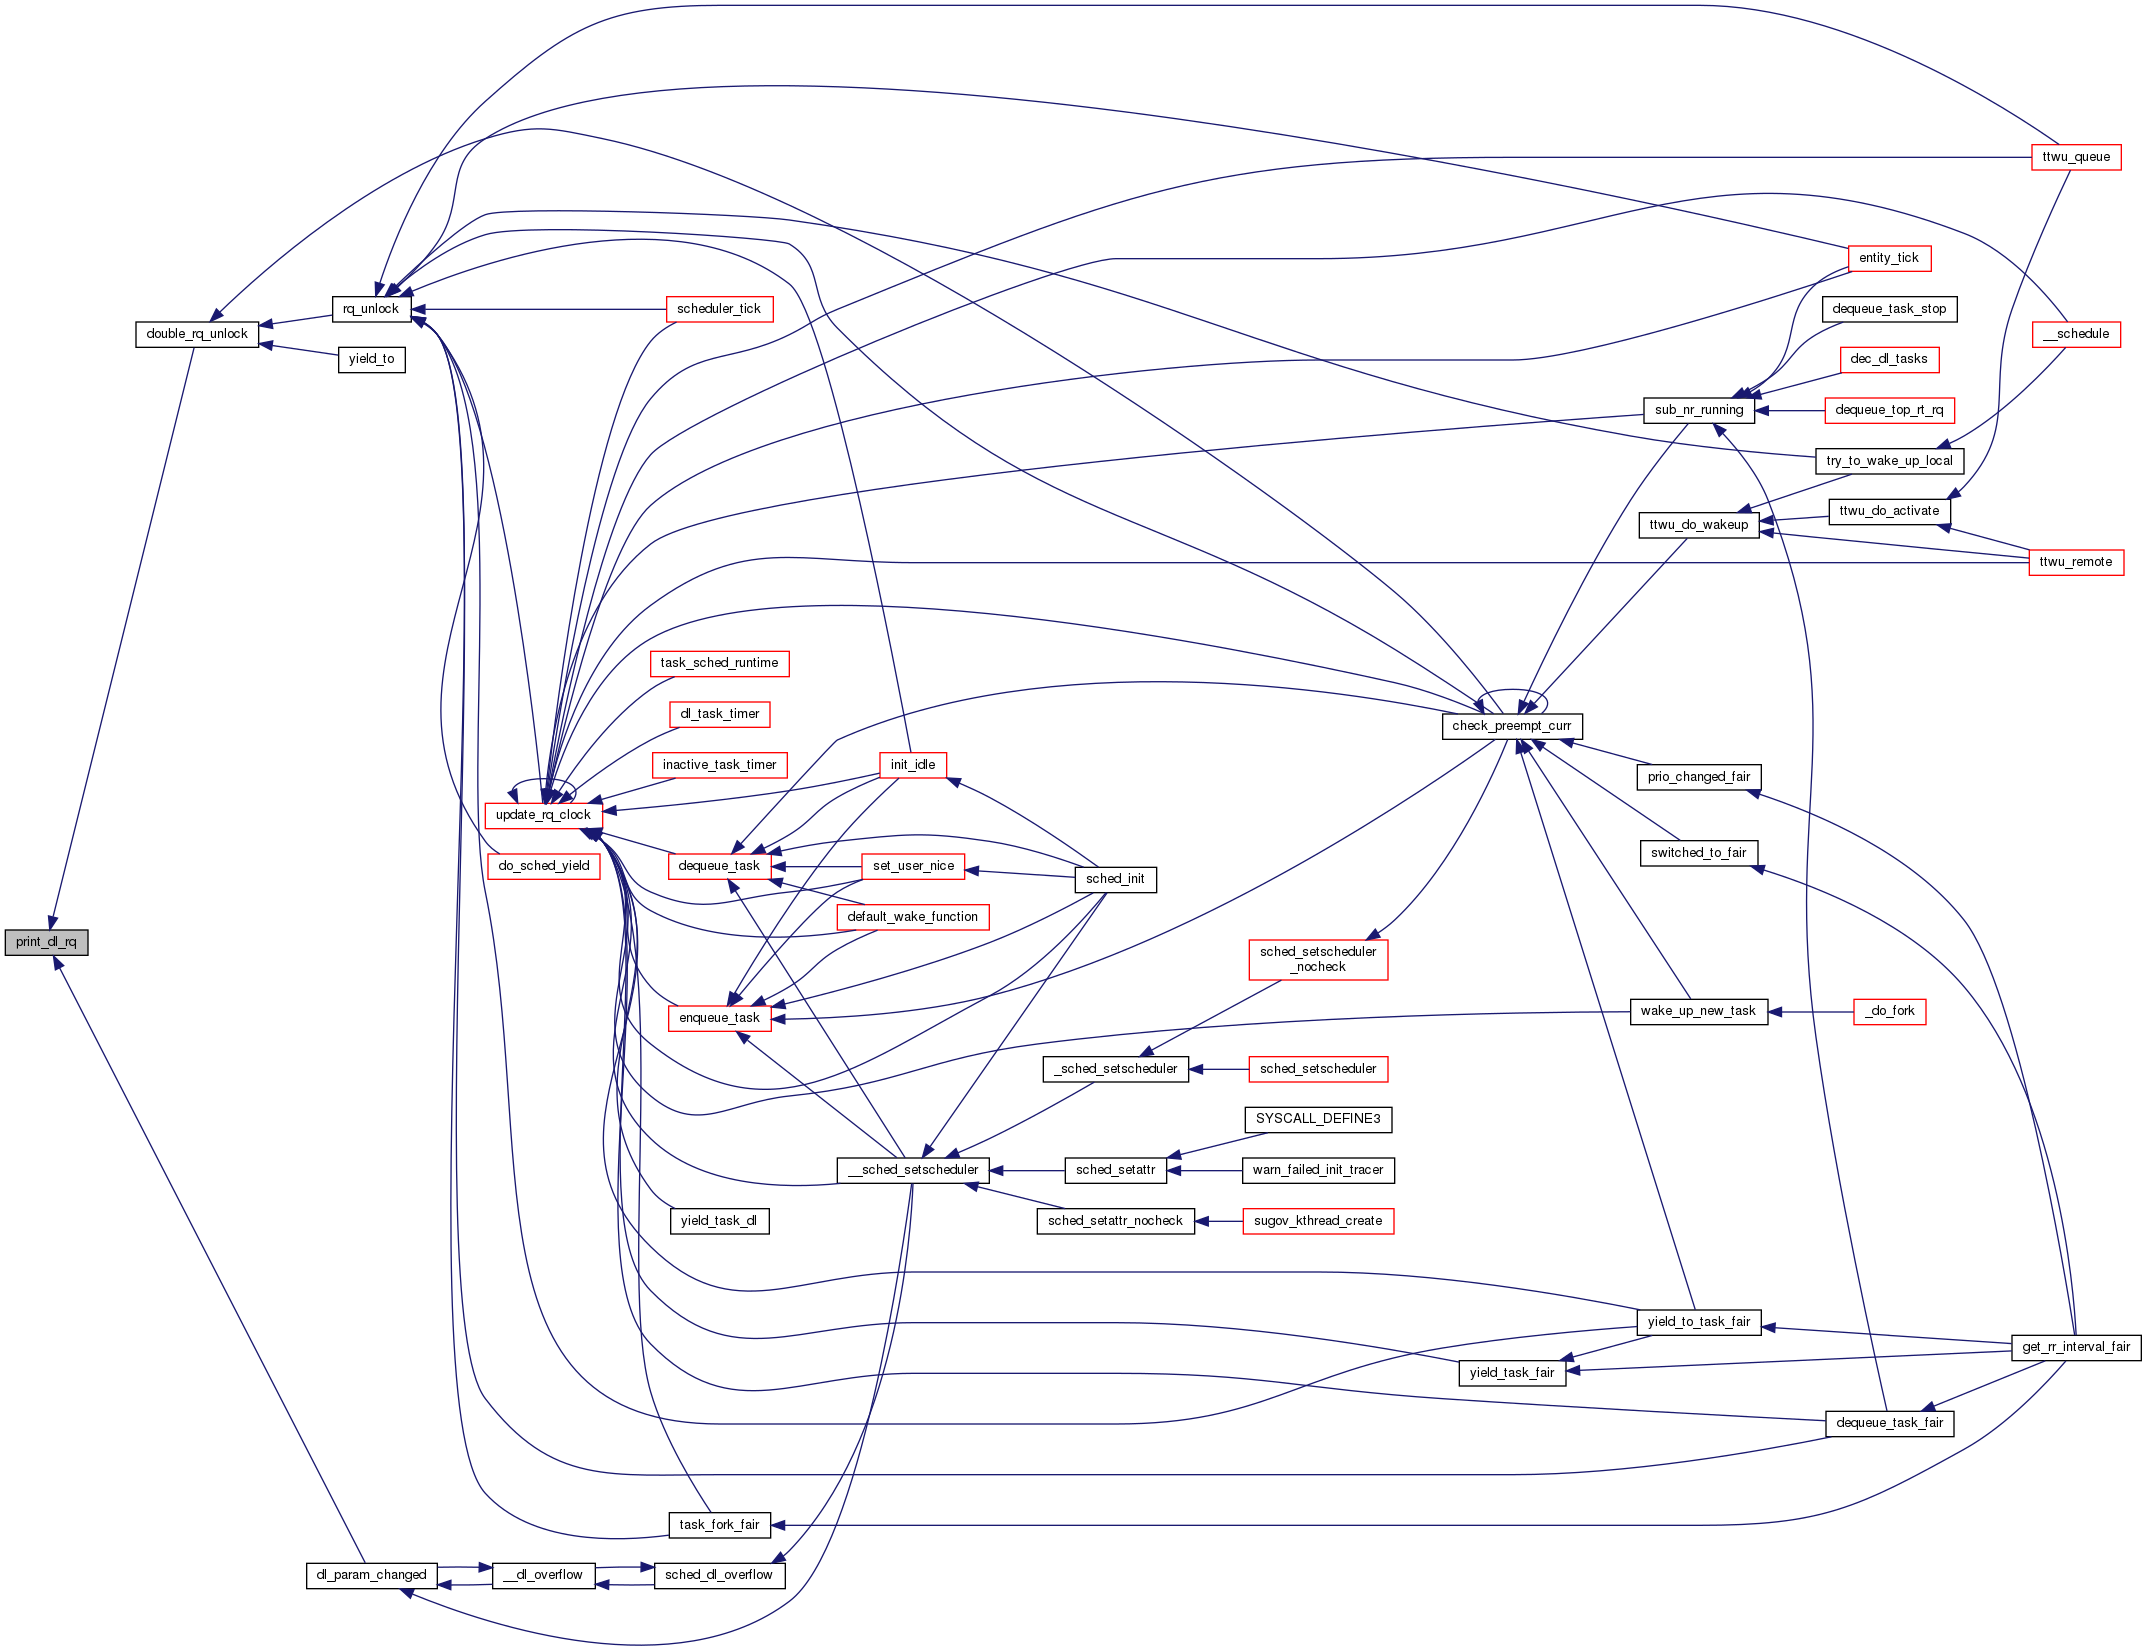 ttwu_queue
entity_tick
rq_unlock
scheduler_tick
dequeue_task_stop
double_rq_unlock
__schedule
yield_to
dec_dl_tasks
sub_nr_running
dequeue_top_rt_rq
try_to_wake_up_local
ttwu_do_activate
ttwu_do_wakeup
ttwu_remote
task_sched_runtime
dl_task_timer
check_preempt_curr
inactive_task_timer
init_idle
prio_changed_fair
update_rq_clock
do_sched_yield
dequeue_task
set_user_nice
sched_init
switched_to_fair
default_wake_function
print_dl_rq
sched_setscheduler
_nocheck
enqueue_task
wake_up_new_task
_do_fork
_sched_setscheduler
sched_setscheduler
SYSCALL_DEFINE3
__sched_setscheduler
sched_setattr
warn_failed_init_tracer
yield_task_dl
sched_setattr_nocheck
sugov_kthread_create
yield_to_task_fair
get_rr_interval_fair
yield_task_fair
dequeue_task_fair
task_fork_fair
dl_param_changed
__dl_overflow
sched_dl_overflow